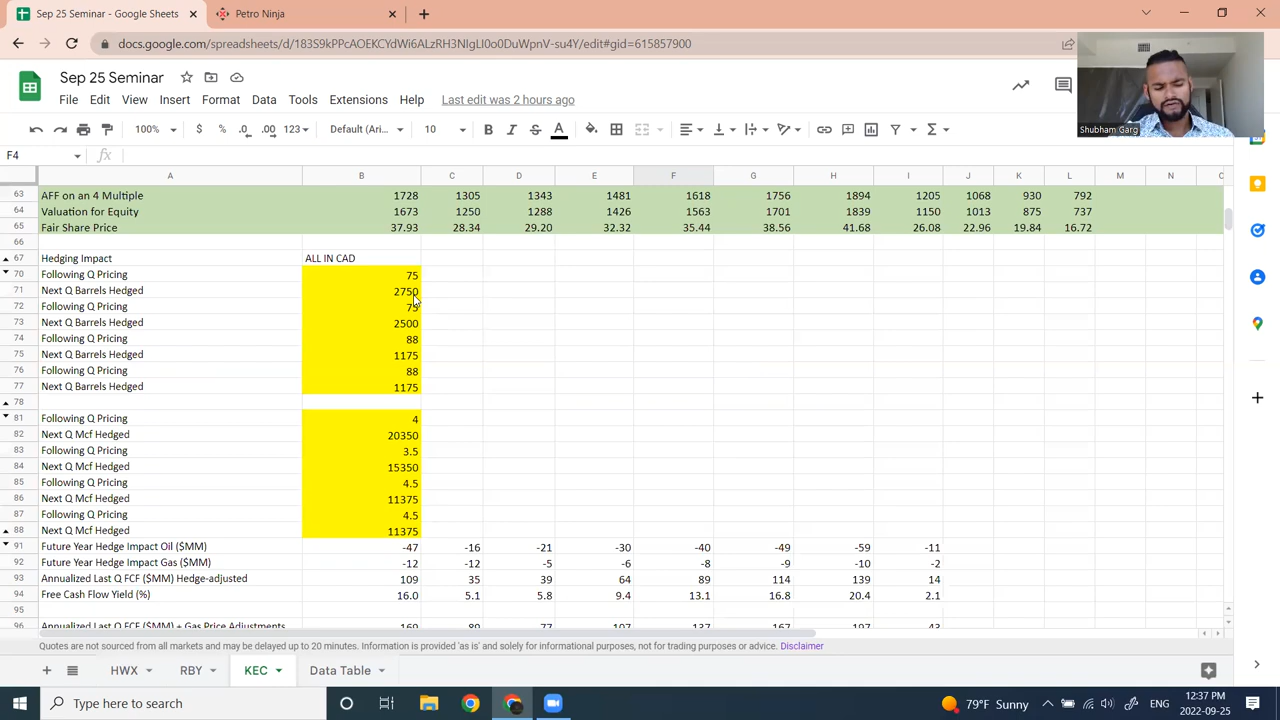 Sep 25 Seminar - Google Sheets
Petro Ninja
docs.google.com/spreadsheets/d/183S9kPPcAOEKCYdWi6ALzRH3NIgLI0o0DuWpnV-su4Y/edit#gid=615857900
Sep 25 Seminar
File Edit View Insert Format Data Tools Extensions Help Last edit was 2 hours ago
100% $ % .0 .00 123 Default (Ari... 10 B I S A
Shubham Garg
F4 fx
A B C D E F G H I J K L M N
63 AFF on an 4 Multiple 1728 1305 1343 1481 1618 1756 1894 1205 1068 930 792
64 Valuation for Equity 1673 1250 1288 1426 1563 1701 1839 1150 1013 875 737
65 Fair Share Price 37.93 28.34 29.20 32.32 35.44 38.56 41.68 26.08 22.96 19.84 16.72
66
67 Hedging Impact ALL IN CAD
70 Following Q Pricing 75
71 Next Q Barrels Hedged 2750
72 Following Q Pricing 75
73 Next Q Barrels Hedged 2500
74 Following Q Pricing 88
75 Next Q Barrels Hedged 1175
76 Following Q Pricing 88
77 Next Q Barrels Hedged 1175
78
81 Following Q Pricing 4
82 Next Q Mcf Hedged 20350
83 Following Q Pricing 3.5
84 Next Q Mcf Hedged 15350
85 Following Q Pricing 4.5
86 Next Q Mcf Hedged 11375
87 Following Q Pricing 4.5
88 Next Q Mcf Hedged 11375
91 Future Year Hedge Impact Oil ($MM) -47 -16 -21 -30 -40 -49 -59 -11
92 Future Year Hedge Impact Gas ($MM) -12 -12 -5 -6 -8 -9 -10 -2
93 Annualized Last Q FCF ($MM) Hedge-adjusted 109 35 39 64 89 114 139 14
94 Free Cash Flow Yield (%) 16.0 5.1 5.8 9.4 13.1 16.8 20.4 2.1
95
96 Annualized Last Q FCF ($MM) + Gas Price Adjustments 169 89 77 107 137 167 197 43
Quotes are not sourced from all markets and may be delayed up to 20 minutes. Information is provided 'as is' and solely for informational purposes, not for trading purposes or advice. Disclaimer
HWX RBY KEC Data Table
Type here to search
79°F Sunny
ENG
12:37 PM
2022-09-25